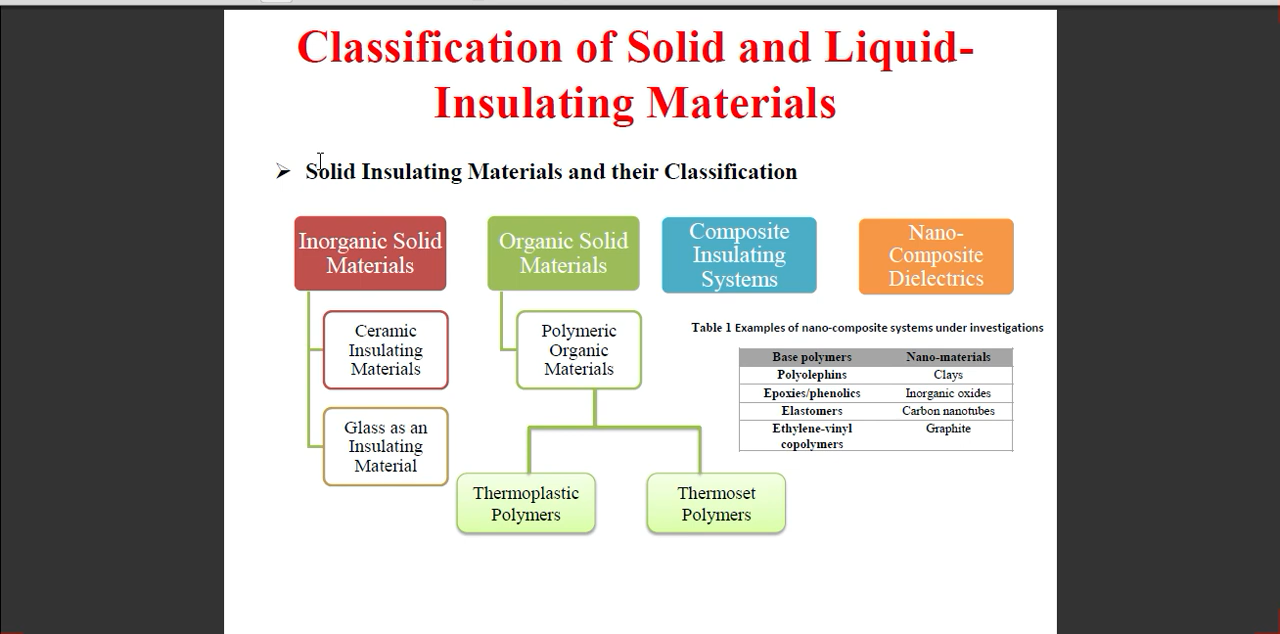 Classification of Solid and Liquid-
Insulating Materials
Solid Insulating Materials and their Classification
Inorganic Solid
Materials
Organic Solid
Materials
Composite
Insulating
Systems
Nano-
Composite
Dielectrics
Ceramic
Insulating
Materials
Polymeric
Organic
Materials
Glass as an
Insulating
Material
Thermoplastic
Polymers
Thermoset
Polymers
Table 1 Examples of nano-composite systems under investigations
Base polymers Nano-materials
Polyolephins Clays
Epoxies/phenolics Inorganic oxides
Elastomers Carbon nanotubes
Ethylene-vinyl Graphite
copolymers